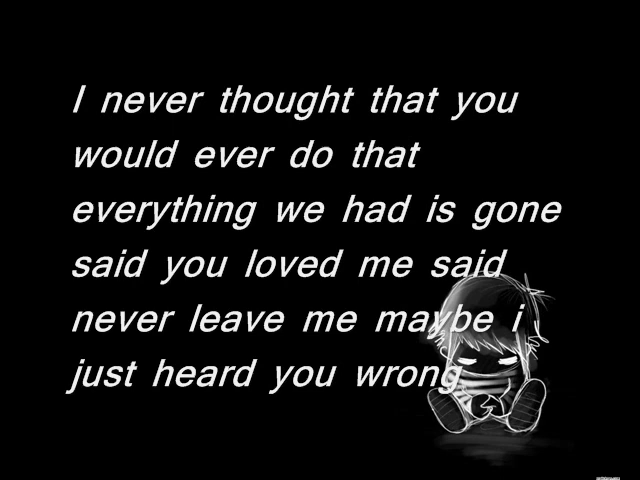 I never thought that you
would ever do that
everything we had is gone
said you loved me said
never leave me maybe i
just heard you wrong